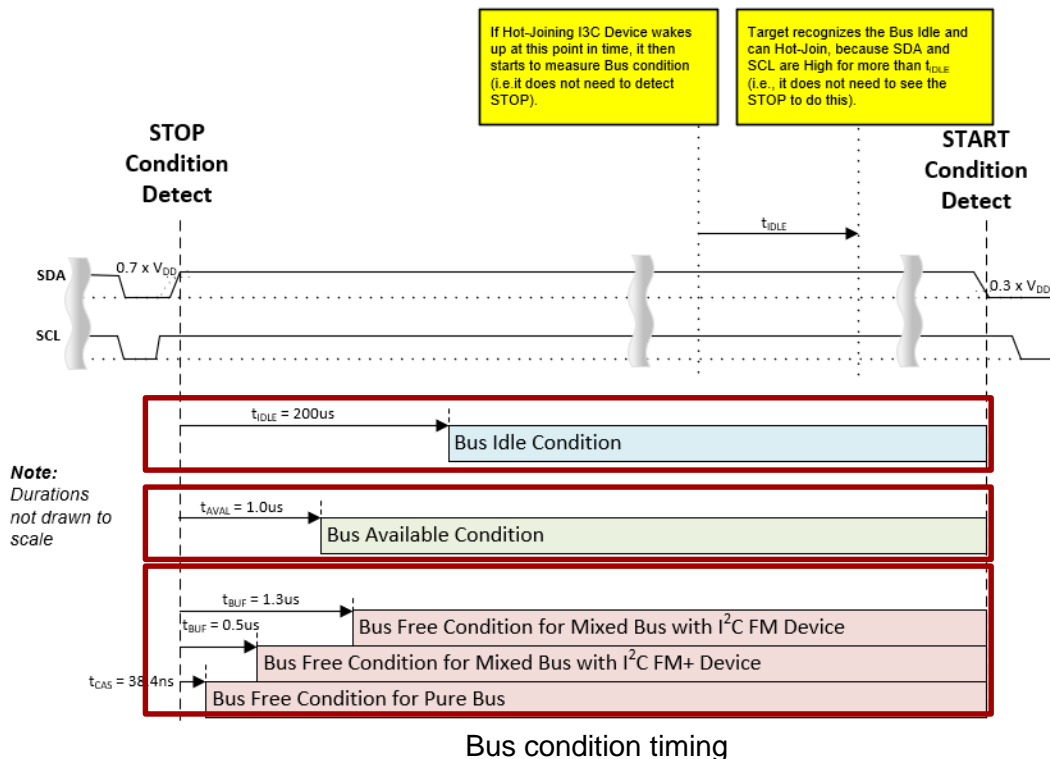 If Hot-Joining I3C Device wakes
up at this point in time, it then
starts to measure Bus condition
(i.e.it does not need to detect
STOP).
Target recognizes the Bus Idle and
can Hot-Join, because SDA and
SCL are High for more than tIDLE
(i.e., it does not need to see the
STOP to do this).
STOP
Condition
Detect
START
Condition
Detect
tIDLE
SDA
0.7 x VDD
0.3 x VDD
SCL
tIDLE = 200us
Bus Idle Condition
Note:
Durations
not drawn to
scale
tAVAL = 1.0us
Bus Available Condition
tBUF = 1.3us
Bus Free Condition for Mixed Bus with I²C FM Device
tBUF = 0.5us
Bus Free Condition for Mixed Bus with I²C FM+ Device
tCAS = 38.4ns
Bus Free Condition for Pure Bus
Bus condition timing